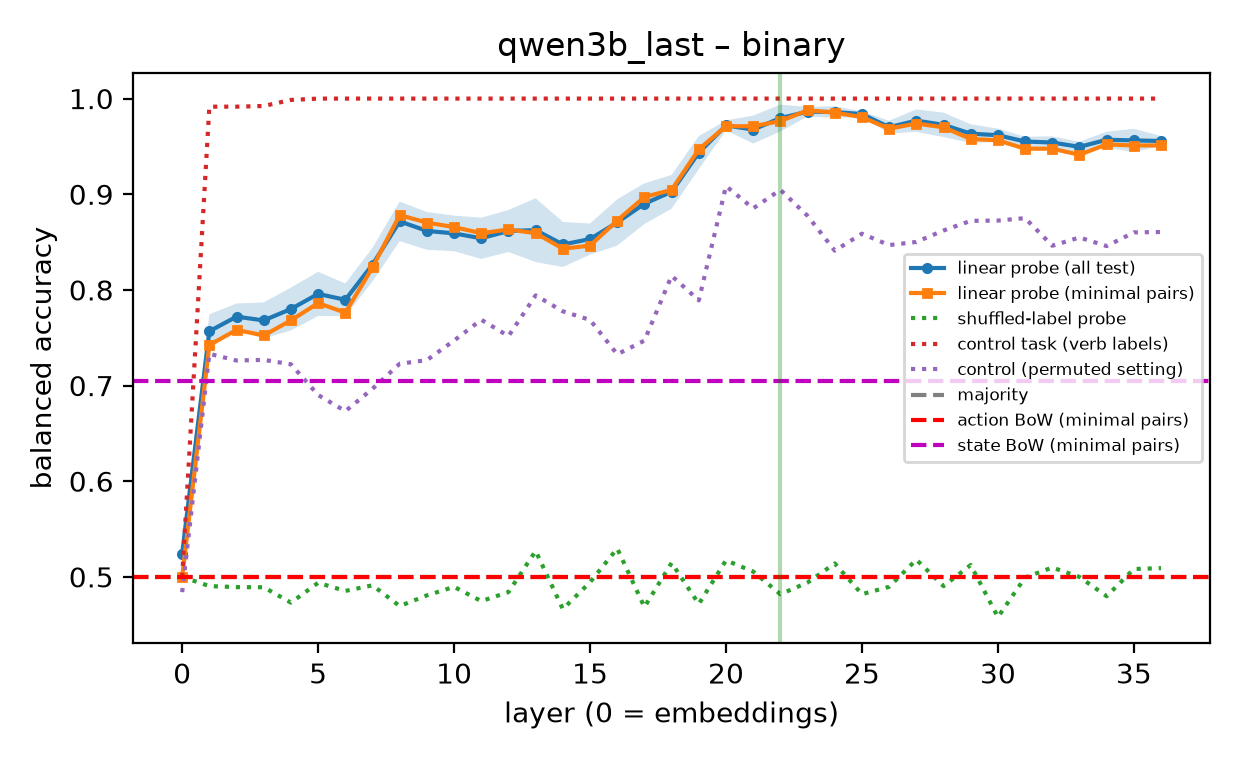 qwen3b_last – binary
balanced accuracy
1.0
0.9
0.8
0.7
0.6
0.5
linear probe (all test)
linear probe (minimal pairs)
shuffled-label probe
control task (verb labels)
control (permuted setting)
majority
action BoW (minimal pairs)
state BoW (minimal pairs)
0 5 10 15 20 25 30 35
layer (0 = embeddings)